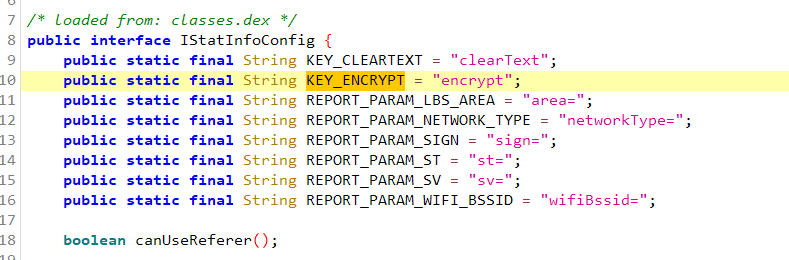 7 /* loaded from: classes.dex */
8 public interface IStatInfoConfig {
9 public static final String KEY_CLEARTEXT = "clearText";
10 public static final String KEY_ENCRYPT = "encrypt";
11 public static final String REPORT_PARAM_LBS_AREA = "area=";
12 public static final String REPORT_PARAM_NETWORK_TYPE = "networkType=";
13 public static final String REPORT_PARAM_SIGN = "sign=";
14 public static final String REPORT_PARAM_ST = "st=";
15 public static final String REPORT_PARAM_SV = "sv=";
16 public static final String REPORT_PARAM_WIFI_BSSID = "wifiBssid=";
17
18 boolean canUseReferer();